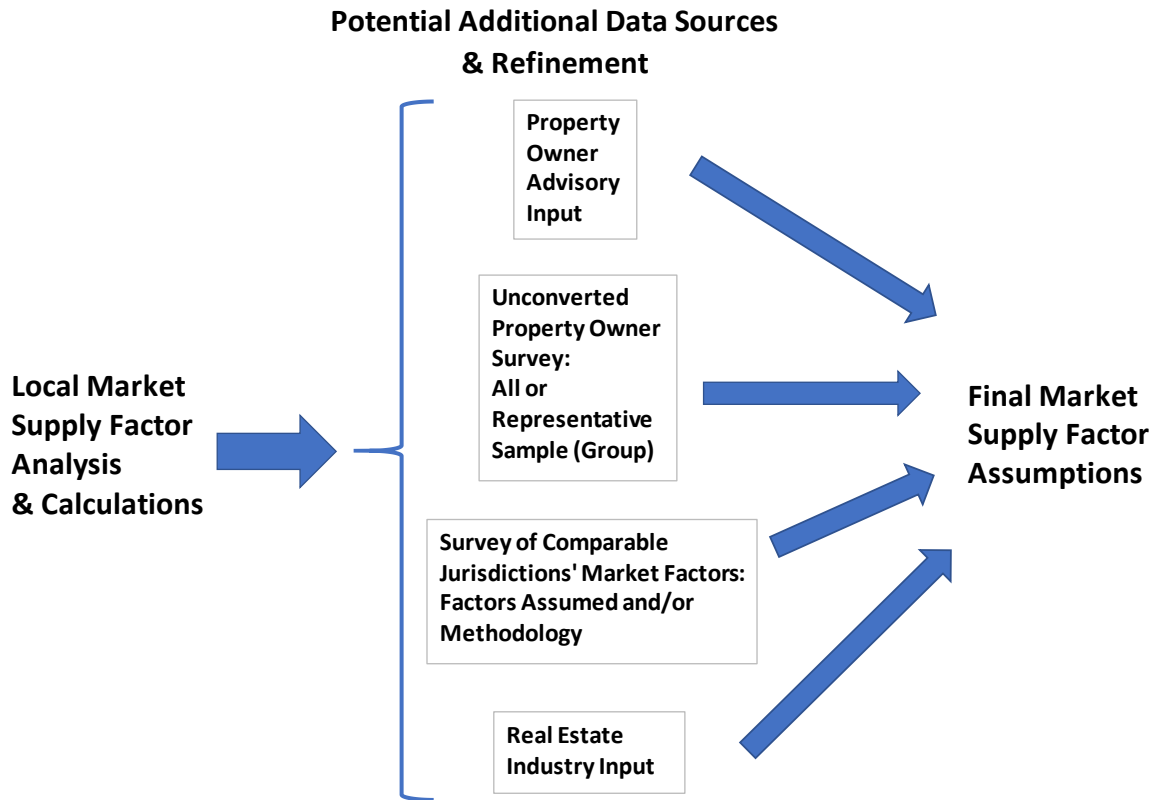 Potential Additional Data Sources
& Refinement
Property
Owner
Advisory
Input
Unconverted
Property Owner
Survey:
All or
Representative
Sample (Group)
Local Market
Supply Factor
Analysis
& Calculations
Final Market
Supply Factor
Assumptions
Survey of Comparable
Jurisdictions' Market Factors:
Factors Assumed and/or
Methodology
Real Estate
Industry Input